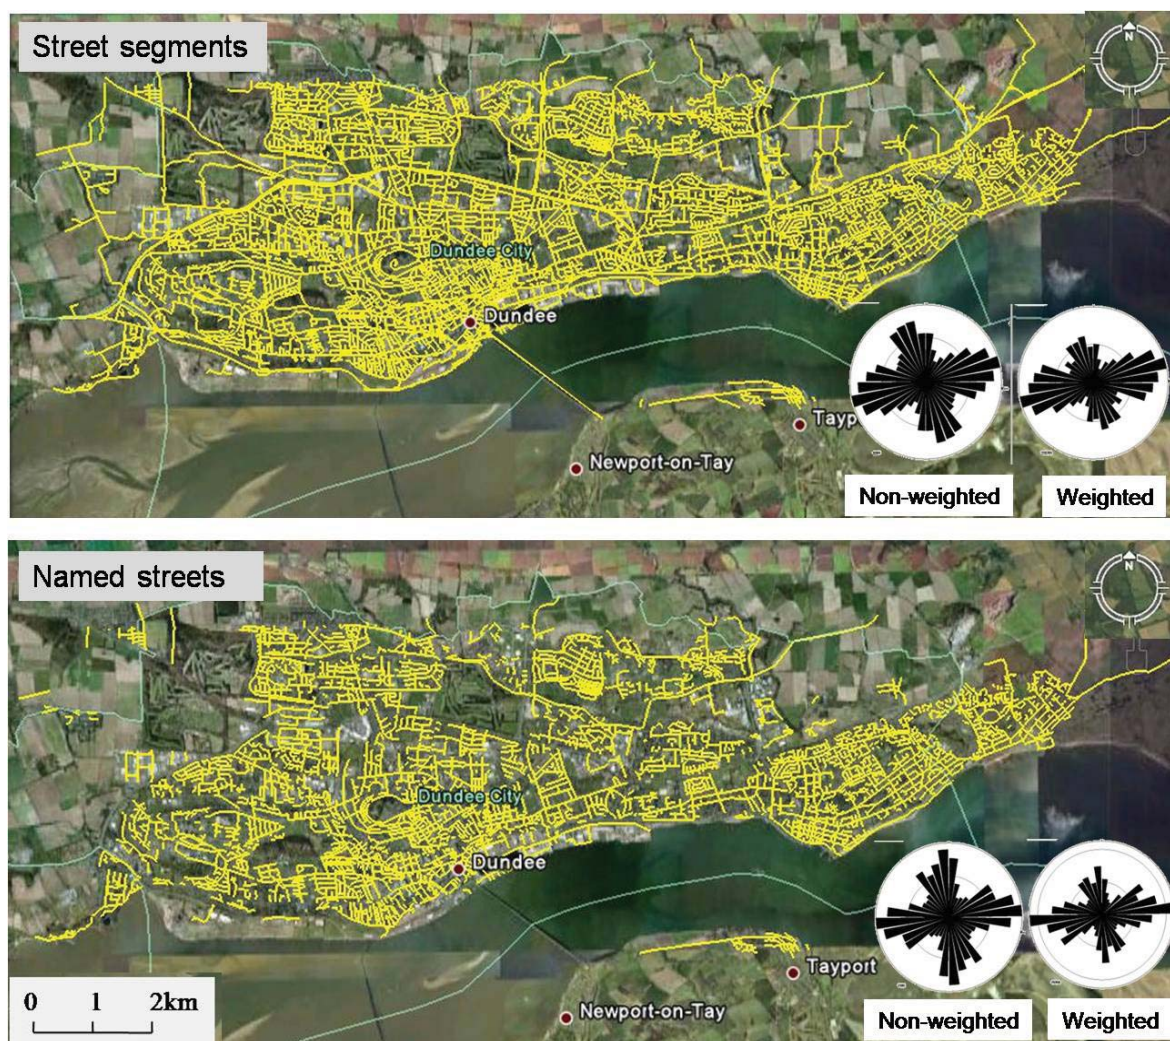 Street segments
N
Dundee City
Dundee
Newport-on-Tay
Non-weighted
Weighted
Named streets
N
Dundee City
Dundee
Tayport
Newport-on-Tay
0 1 2km
Non-weighted
Weighted